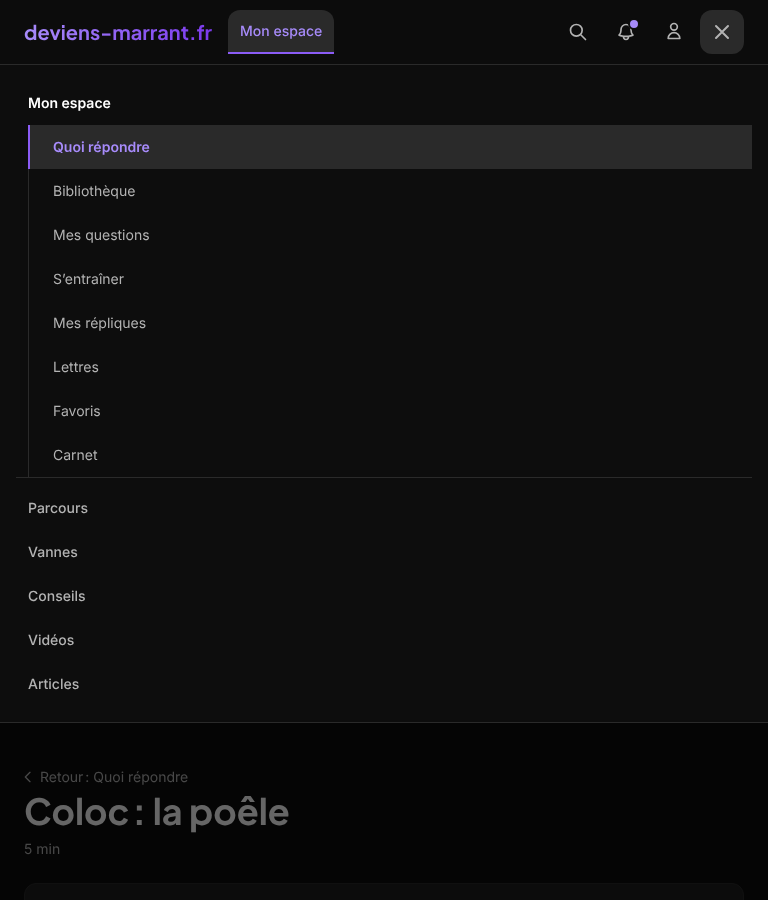 deviens-marrant.fr
Mon espace
Mon espace
Quoi répondre
Bibliothèque
Mes questions
S’entraîner
Mes répliques
Lettres
Favoris
Carnet
Parcours
Vannes
Conseils
Vidéos
Articles
Retour : Quoi répondre
Coloc : la poêle
5 min